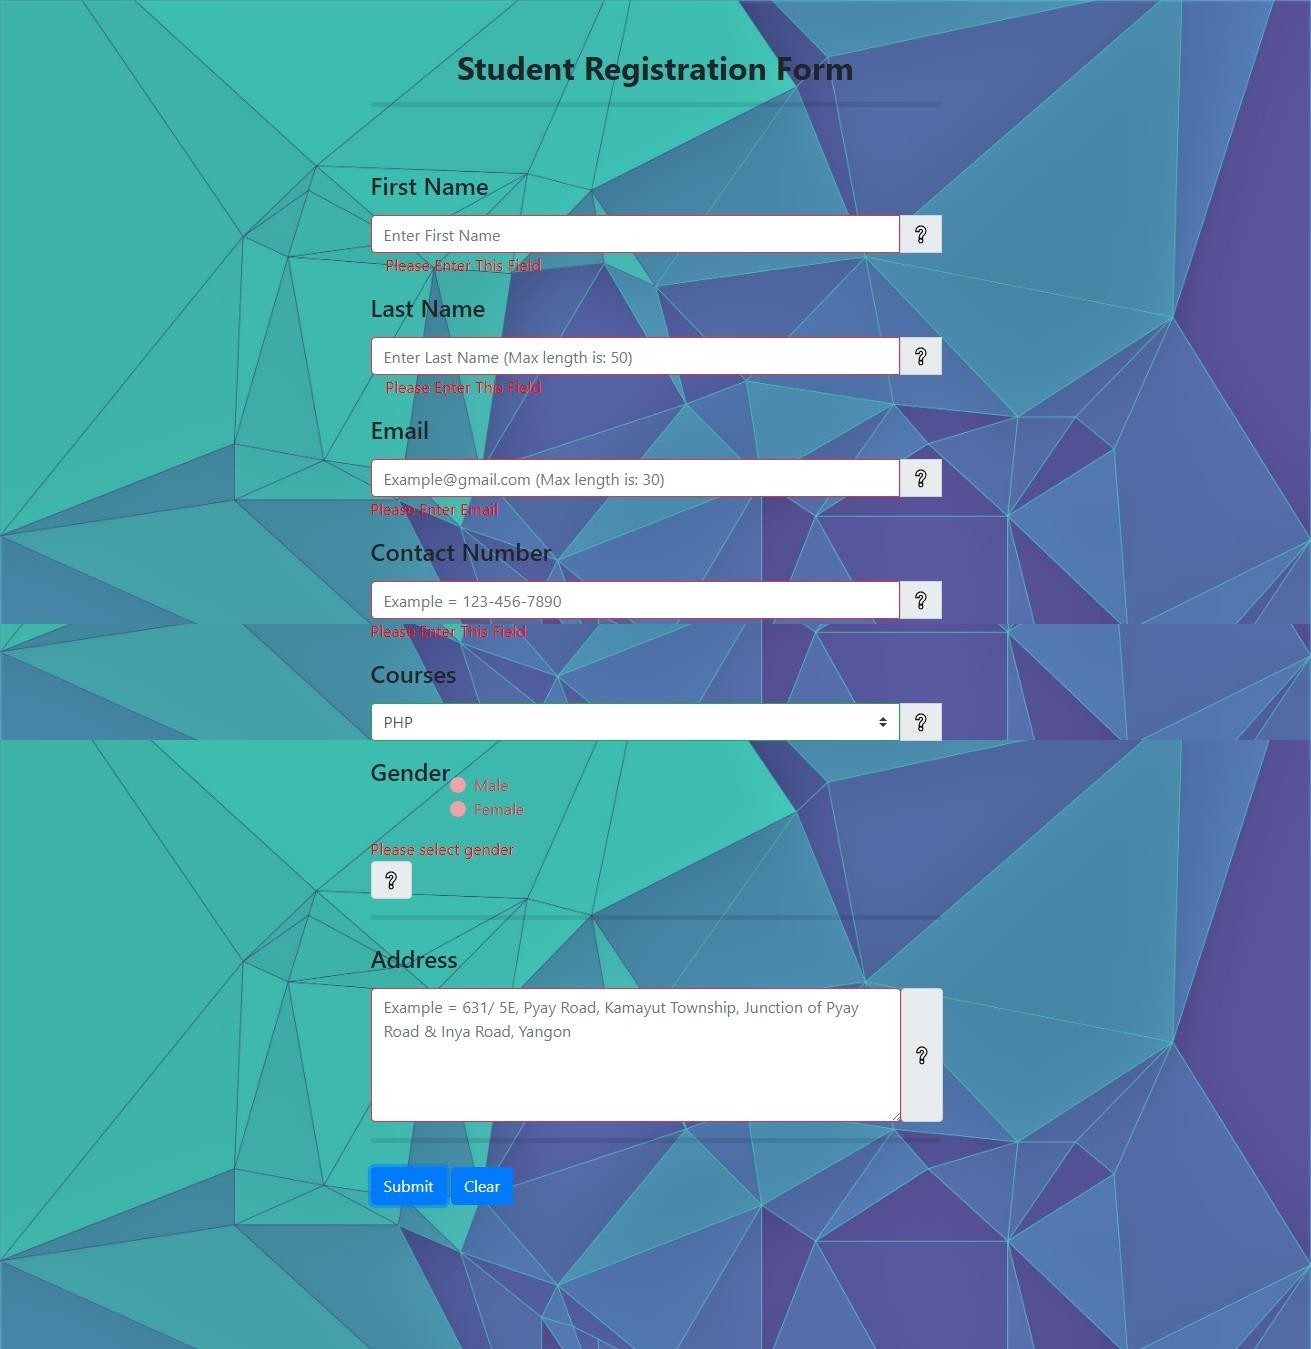 Student Registration Form
First Name
Enter First Name
?
Please Enter This Field
Last Name
Enter Last Name (Max length is: 50)
?
Please Enter This Field
Email
Example@gmail.com (Max length is: 30)
?
Please Enter Email
Contact Number
Example = 123-456-7890
?
Please Enter This Field
Courses
PHP
?
Gender
Male
Female
Please select gender
?
Address
Example = 631/ 5E, Pyay Road, Kamayut Township, Junction of Pyay
Road & Inya Road, Yangon
?
Submit Clear